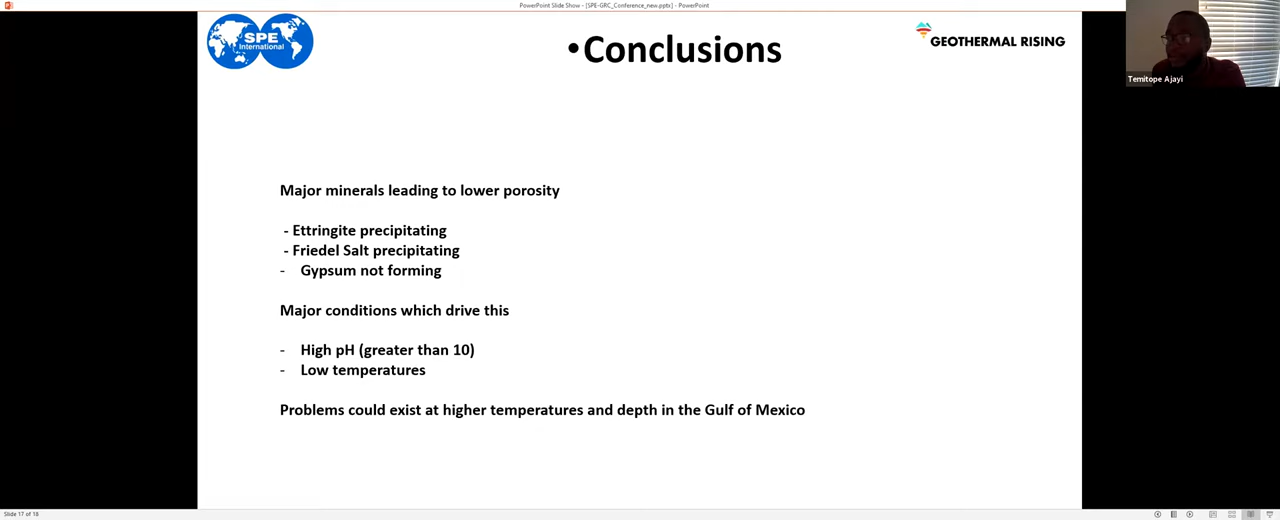 PowerPoint Slide Show - [SPE-GRC_Conference_new.pptx] - PowerPoint
SPE
International
•Conclusions
GEOTHERMAL RISING
Temitope Ajayi
Major minerals leading to lower porosity
- Ettringite precipitating
- Friedel Salt precipitating
- Gypsum not forming
Major conditions which drive this
- High pH (greater than 10)
- Low temperatures
Problems could exist at higher temperatures and depth in the Gulf of Mexico
Slide 17 of 18